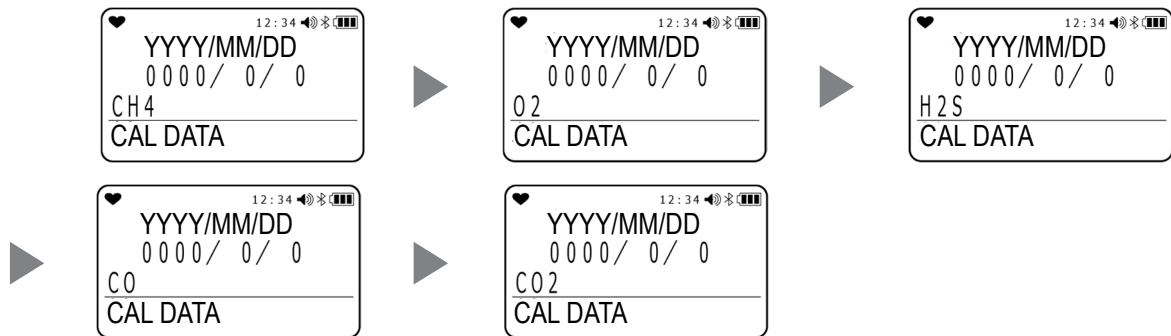 12:34
YYYY/MM/DD
0000/ 0/ 0
CH4
CAL DATA
12:34
YYYY/MM/DD
0000/ 0/ 0
O2
CAL DATA
12:34
YYYY/MM/DD
0000/ 0/ 0
H2S
CAL DATA
12:34
YYYY/MM/DD
0000/ 0/ 0
CO
CAL DATA
12:34
YYYY/MM/DD
0000/ 0/ 0
CO2
CAL DATA